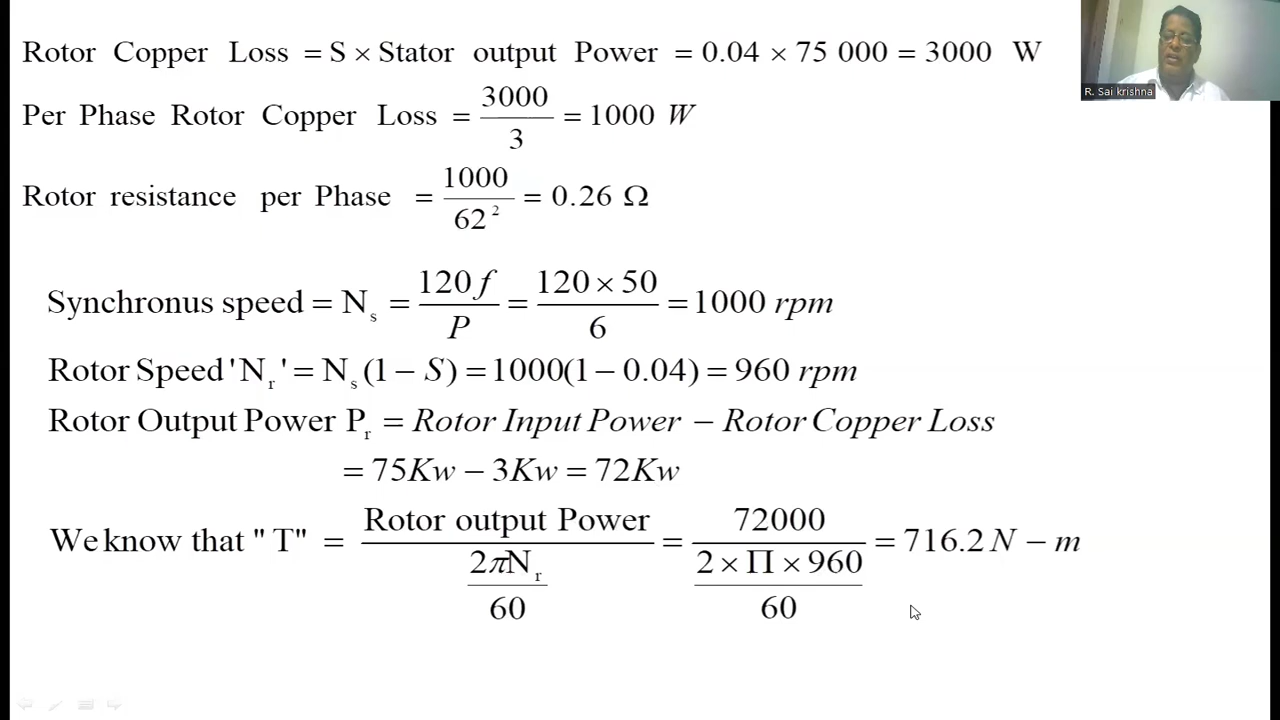 Rotor Copper Loss = S × Stator output Power = 0.04 × 75 000 = 3000 W
R. Sai krishna
Per Phase Rotor Copper Loss = 3000/3 = 1000 W
Rotor resistance per Phase = 1000/62² = 0.26 Ω
Synchronus speed = Nₛ = 120f/P = 120×50/6 = 1000 rpm
Rotor Speed 'Nᵣ' = Nₛ(1 − S) = 1000(1 − 0.04) = 960 rpm
Rotor Output Power Pᵣ = Rotor Input Power − Rotor Copper Loss
= 75Kw − 3Kw = 72Kw
We know that "T" = Rotor output Power/(2πNᵣ/60) = 72000/(2×Π×960/60) = 716.2 N − m